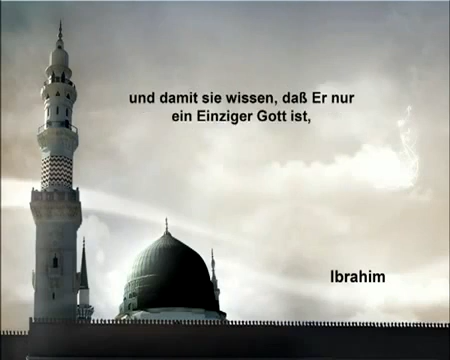 und damit sie wissen, daß Er nur
ein Einziger Gott ist,
Ibrahim